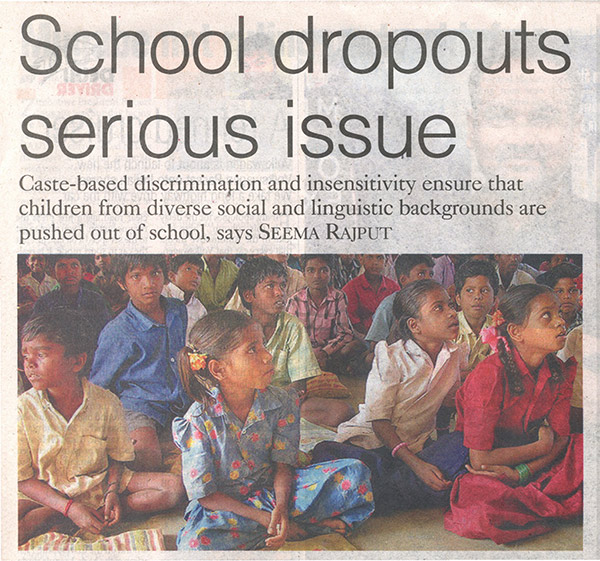 School dropouts
serious issue
Caste-based discrimination and insensitivity ensure that
children from diverse social and linguistic backgrounds are
pushed out of school, says SEEMA RAJPUT